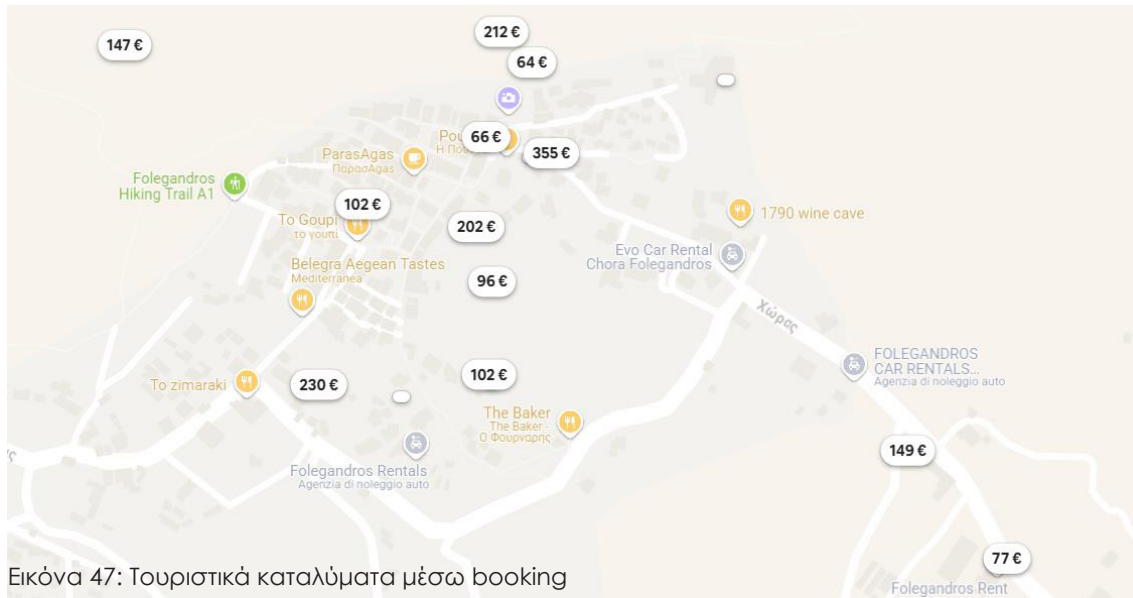 147 €
212 €
64 €
66 €
355 €
ParasAgas
ΠαρασAgas
Folegandros
Hiking Trail A1
102 €
To Goupi
το γουπί
202 €
1790 wine cave
Evo Car Rental
Chora Folegandros
Belegra Aegean Tastes
Mediterranea
96 €
Χώρας
FOLEGANDROS
CAR RENTALS...
Agenzia di noleggio auto
To zimaraki
230 €
102 €
The Baker
The Baker -
Ο Φουρναρης
149 €
Folegandros Rentals
Agenzia di noleggio auto
77 €
Folegandros Rent
Εικόνα 47: Τουριστικά καταλύματα μέσω booking